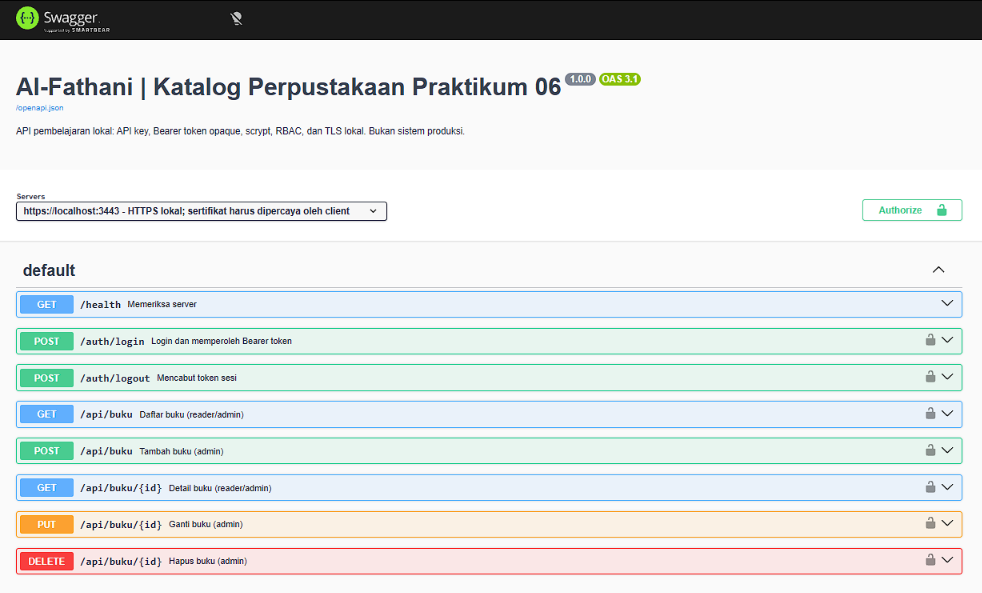 Swagger.
Supported by SMARTBEAR
Al-Fathani | Katalog Perpustakaan Praktikum 06 1.0.0 OAS 3.1
/openapi.json
API pembelajaran lokal: API key, Bearer token opaque, scrypt, RBAC, dan TLS lokal. Bukan sistem produksi.
Servers
https://localhost:3443 - HTTPS lokal; sertifikat harus dipercaya oleh client
Authorize
default
GET /health Memeriksa server
POST /auth/login Login dan memperoleh Bearer token
POST /auth/logout Mencabut token sesi
GET /api/buku Daftar buku (reader/admin)
POST /api/buku Tambah buku (admin)
GET /api/buku/{id} Detail buku (reader/admin)
PUT /api/buku/{id} Ganti buku (admin)
DELETE /api/buku/{id} Hapus buku (admin)